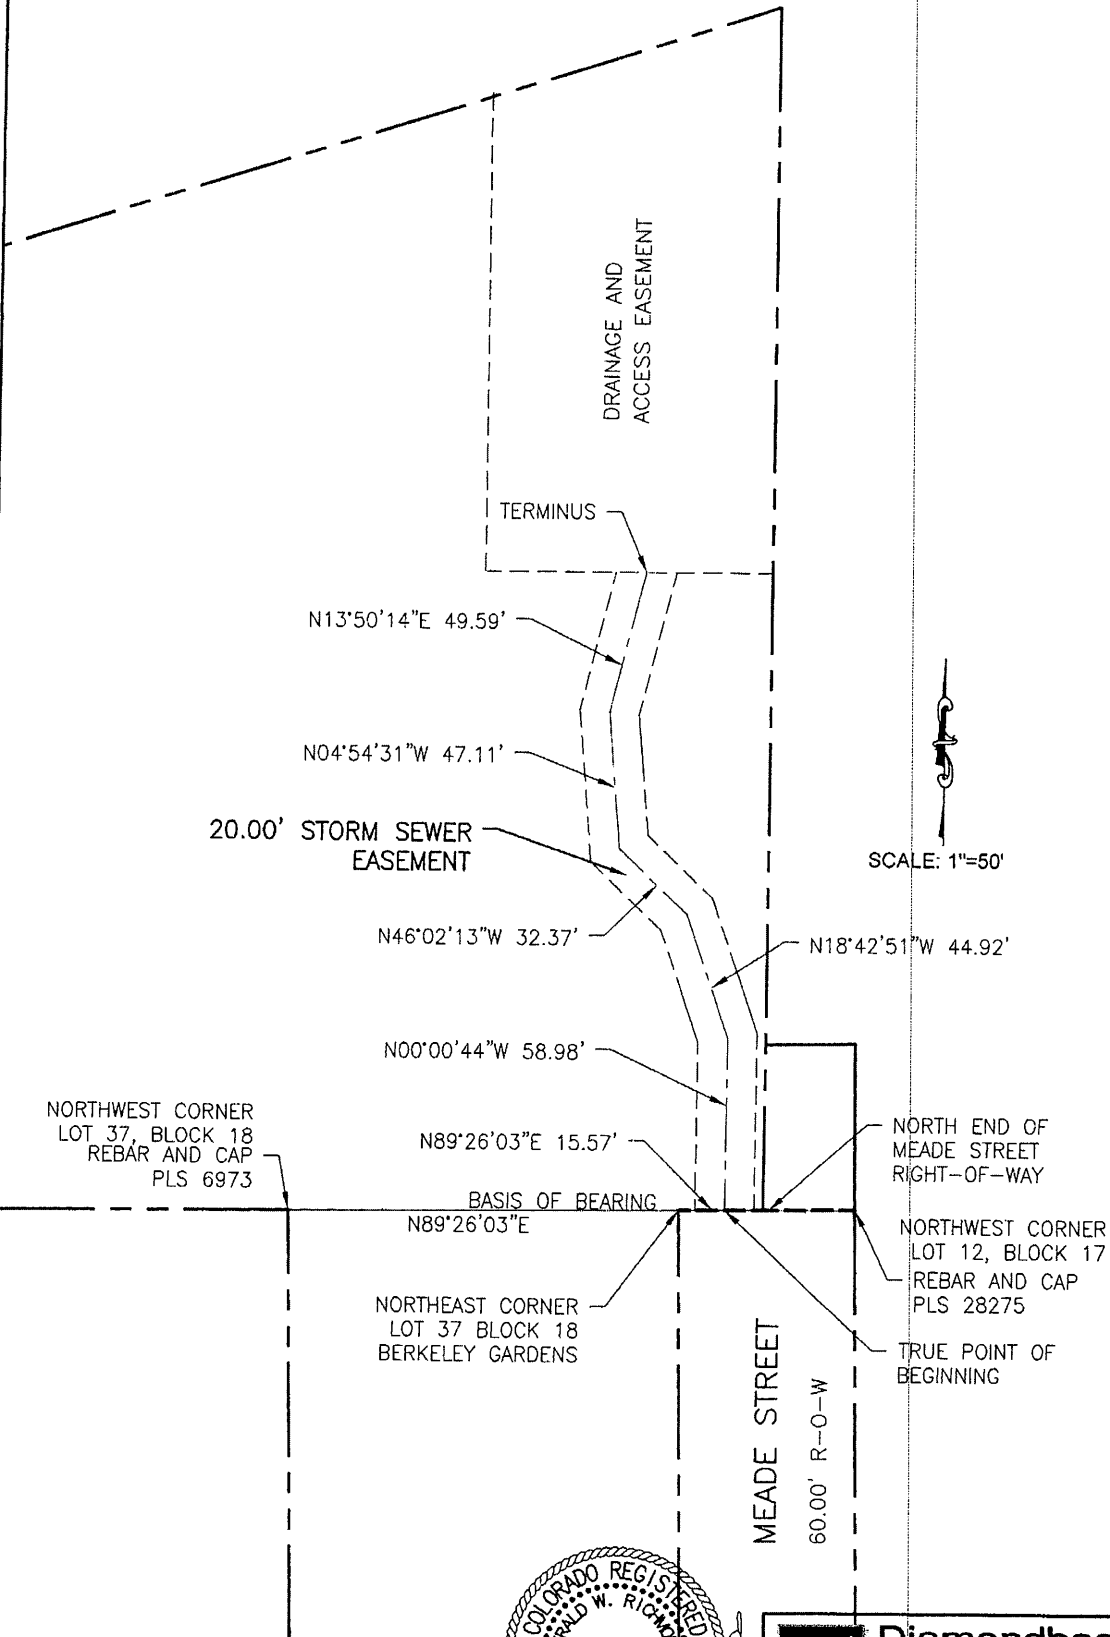 DRAINAGE AND
ACCESS EASEMENT
TERMINUS
N13°50'14"E 49.59'
N04°54'31"W 47.11'
20.00' STORM SEWER
EASEMENT
SCALE: 1"=50'
N46°02'13"W 32.37'
N18°42'51"W 44.92'
N00°00'44"W 58.98'
NORTHWEST CORNER
LOT 37, BLOCK 18
REBAR AND CAP
PLS 6973
N89°26'03"E 15.57'
NORTH END OF
MEADE STREET
RIGHT-OF-WAY
BASIS OF BEARING
N89°26'03"E
NORTHWEST CORNER
LOT 12, BLOCK 17
REBAR AND CAP
PLS 28275
NORTHEAST CORNER
LOT 37 BLOCK 18
BERKELEY GARDENS
TRUE POINT OF
BEGINNING
MEADE STREET
60.00' R-O-W
COLORADO REGISTERED